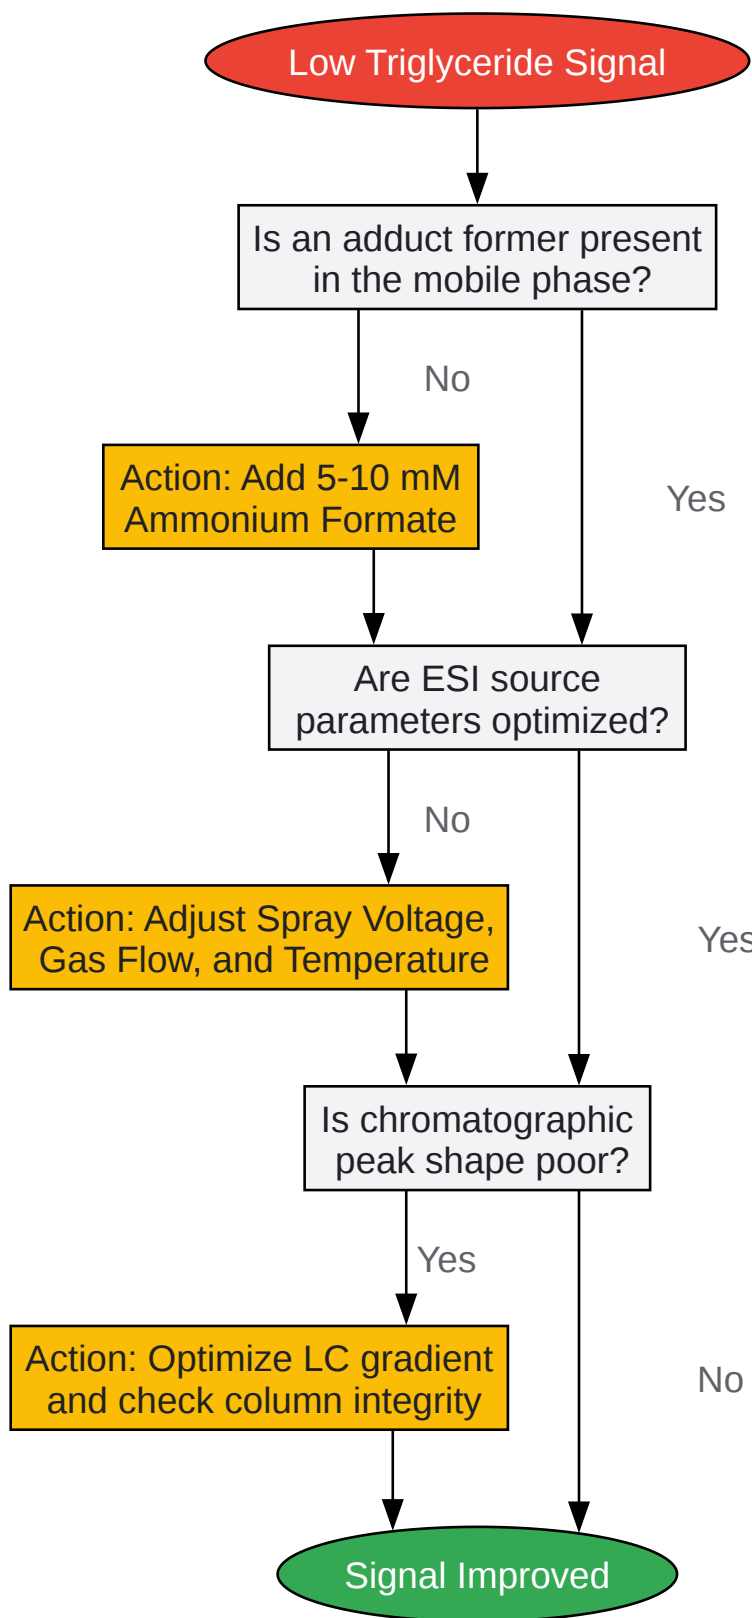 Low Triglyceride Signal
Is an adduct former present
in the mobile phase?
No
Action: Add 5-10 mM
Ammonium Formate
Yes
Are ESI source
parameters optimized?
No
Action: Adjust Spray Voltage,
Gas Flow, and Temperature
Yes
Is chromatographic
peak shape poor?
Yes
Action: Optimize LC gradient
and check column integrity
No
Signal Improved